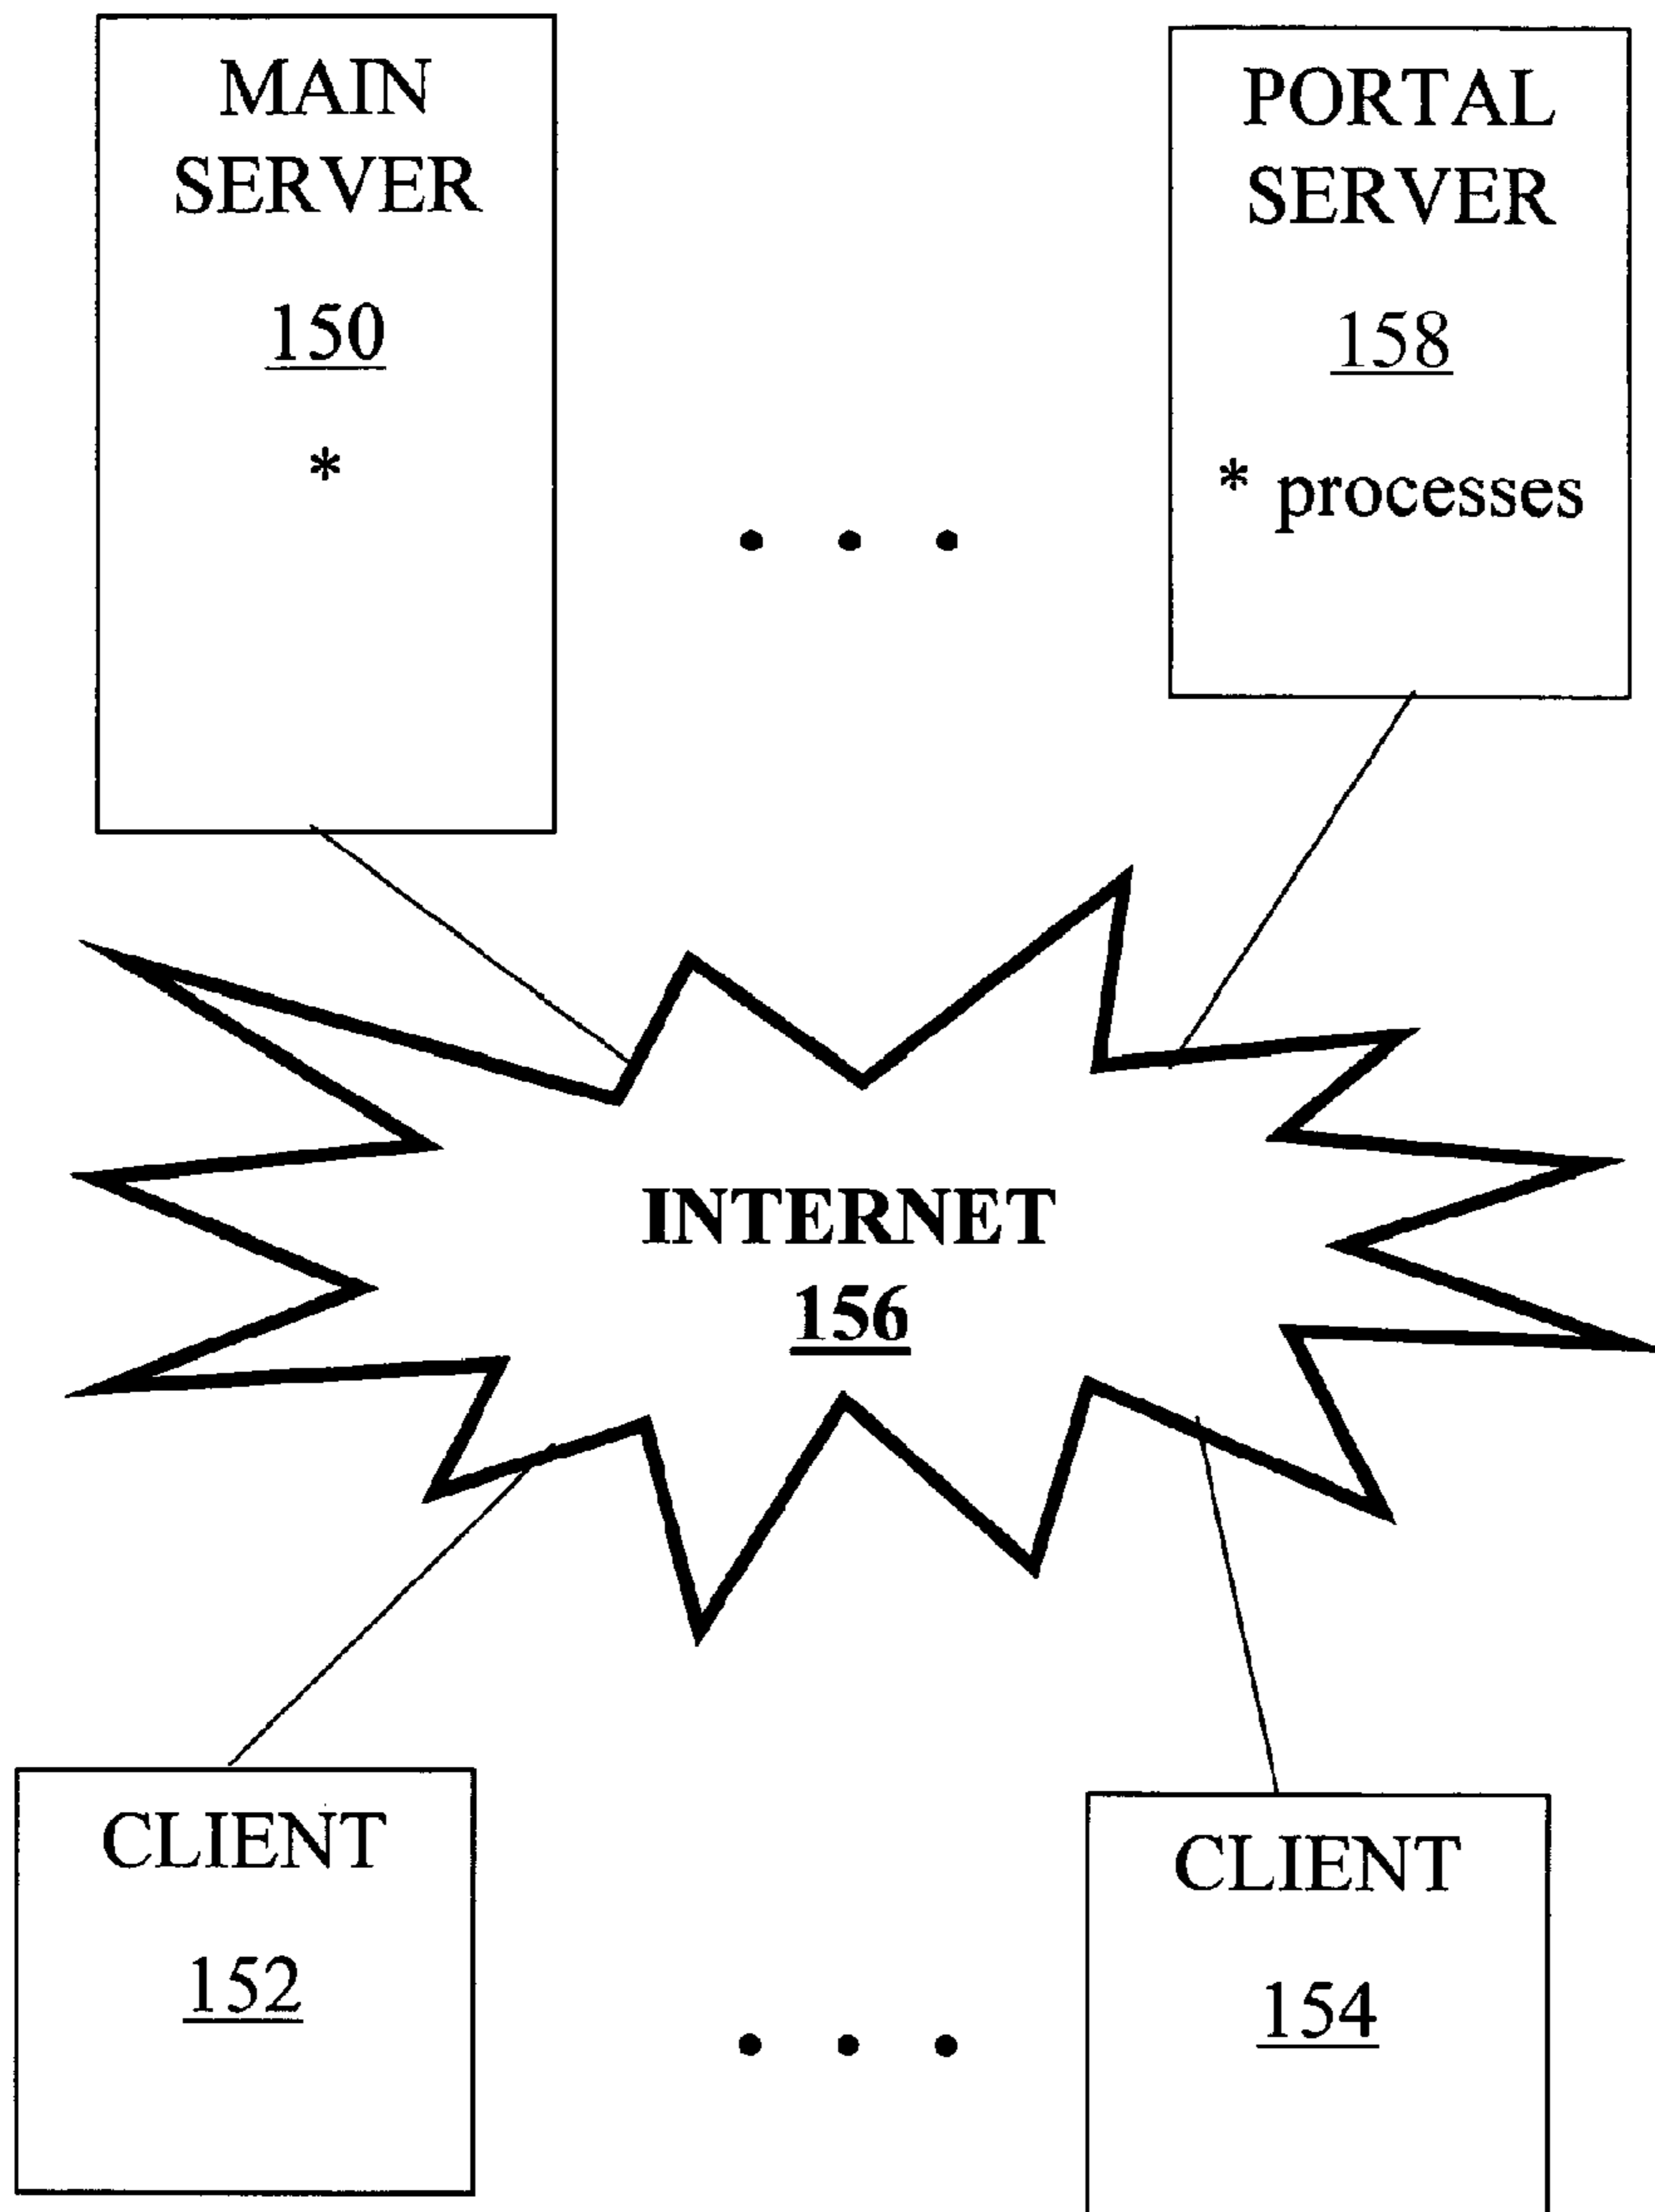 MAIN
SERVER
150
*
PORTAL
SERVER
158
* processes
INTERNET
156
CLIENT
152
CLIENT
154